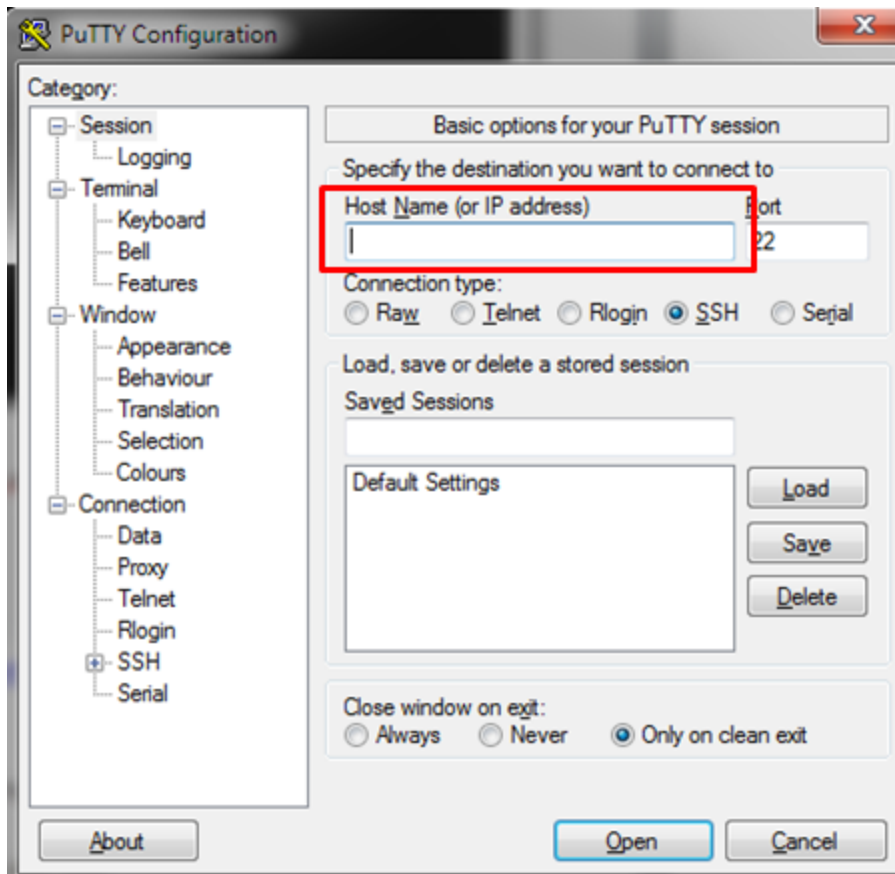 PuTTY Configuration
Category:
Session
Logging
Terminal
Keyboard
Bell
Features
Window
Appearance
Behaviour
Translation
Selection
Colours
Connection
Data
Proxy
Telnet
Rlogin
SSH
Serial
Basic options for your PuTTY session
Specify the destination you want to connect to
Host Name (or IP address) Port
22
Connection type:
Raw Telnet Rlogin SSH Serial
Load, save or delete a stored session
Saved Sessions
Default Settings
Load
Save
Delete
Close window on exit:
Always Never Only on clean exit
About Open Cancel